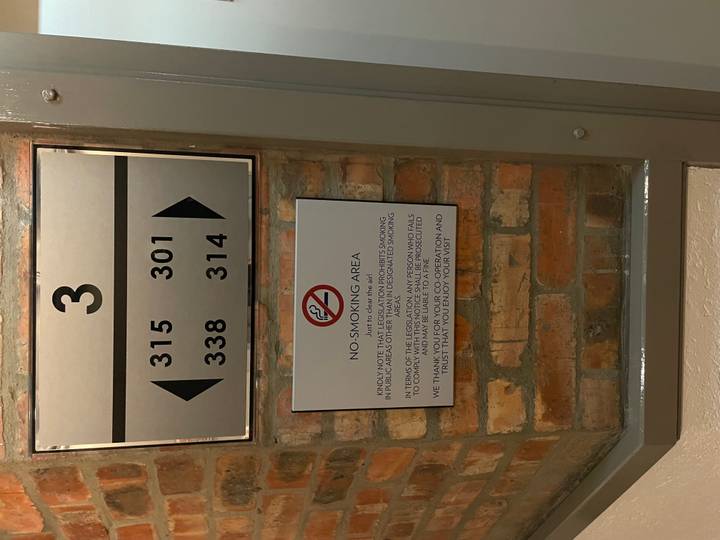 3
315 301
338 314
NO-SMOKING AREA
Just to clear the air!
KINDLY NOTE THAT LEGISLATION PROHIBITS SMOKING
IN PUBLIC AREAS OTHER THAN IN DESIGNATED SMOKING
AREAS.
IN TERMS OF THE LEGISLATION, ANY PERSON WHO FAILS
TO COMPLY WITH THIS NOTICE SHALL BE PROSECUTED
AND MAY BE LIABLE TO A FINE.
WE THANK YOU FOR YOUR CO-OPERATION AND
TRUST THAT YOU ENJOY YOUR VISIT